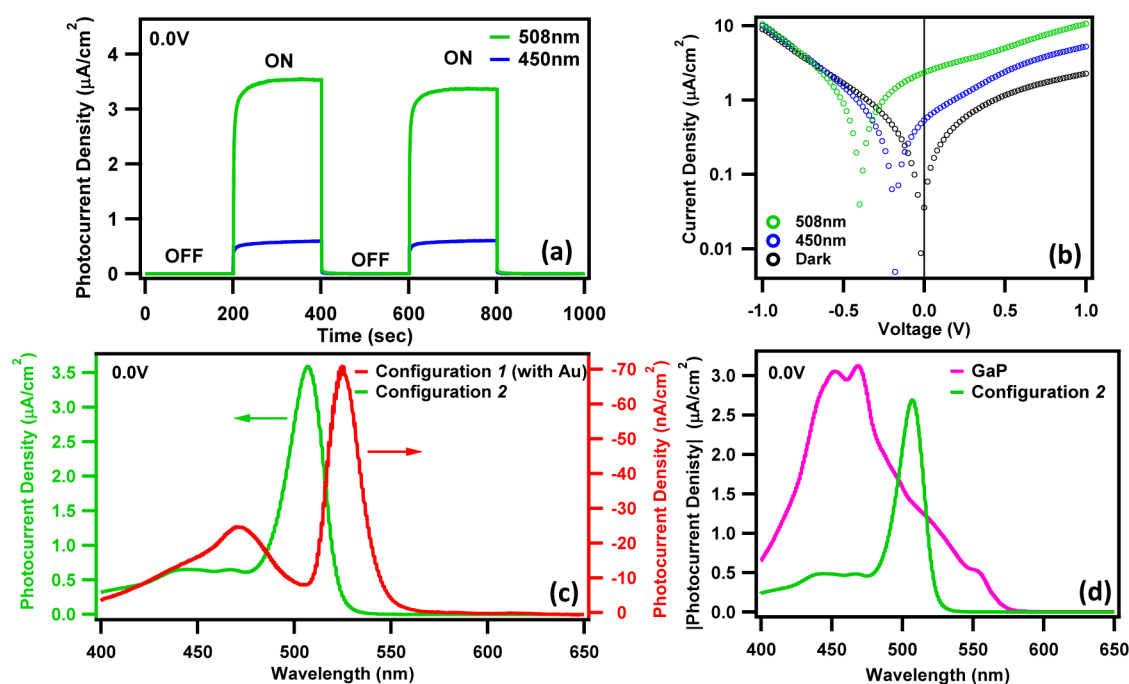 0.0V
508nm
450nm
ON
ON
OFF
OFF
(a)
4
3
2
1
0
Photocurrent Density (µA/cm²)
0
200
400
600
800
1000
Time (sec)
10
1
0.1
0.01
Current Density (µA/cm²)
508nm
450nm
Dark
(b)
-1.0
-0.5
0.0
0.5
1.0
Voltage (V)
0.0V
Configuration 1 (with Au)
Configuration 2
(c)
3.5
3.0
2.5
2.0
1.5
1.0
0.5
0.0
Photocurrent Density (µA/cm²)
-70
-60
-50
-40
-30
-20
-10
0
Photocurrent Density (nA/cm²)
400
450
500
550
600
650
Wavelength (nm)
0.0V
GaP
Configuration 2
(d)
3.0
2.5
2.0
1.5
1.0
0.5
0.0
|Photocurrent Denisty| (µA/cm²)
400
450
500
550
600
650
Wavelength (nm)